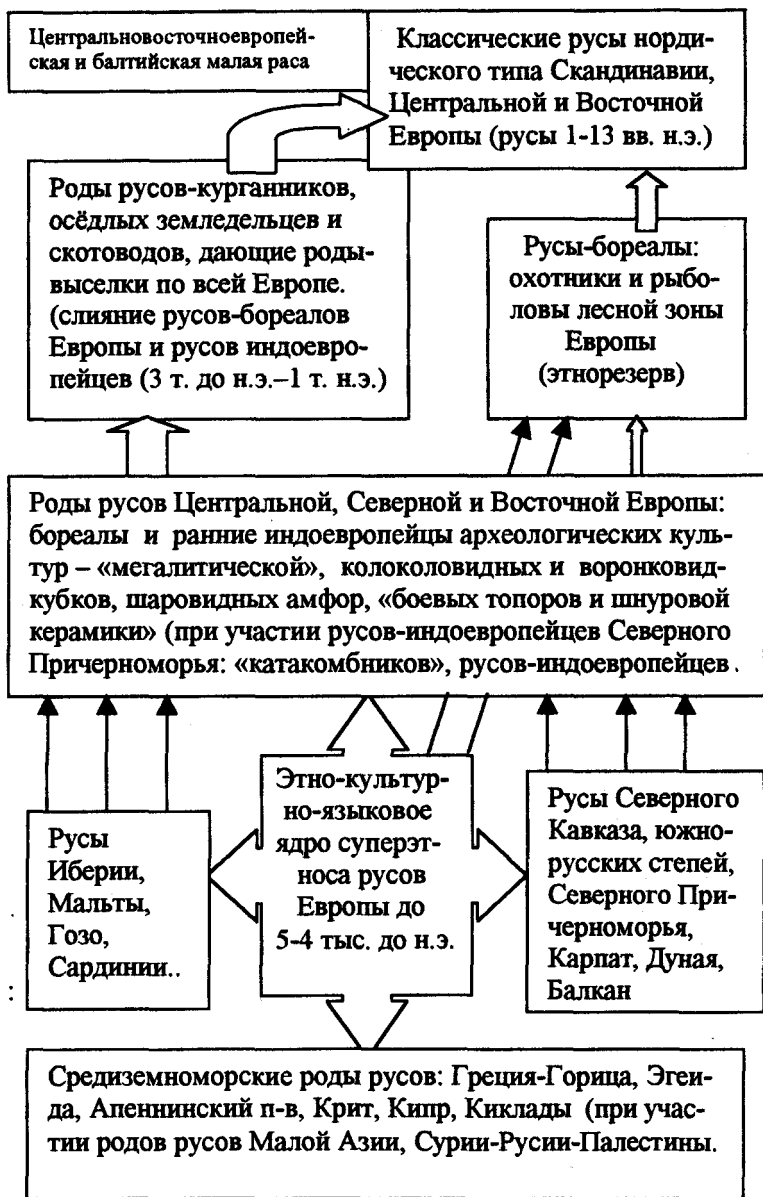 Центральновосточноевропей-
ская и балтийская малая раса
Классические русы норди-
ческого типа Скандинавии,
Центральной и Восточной
Европы (русы 1-13 вв. н.э.)
Роды русов-курганников,
осёдлых земледельцев и
скотоводов, дающие роды-
выселки по всей Европе.
(слияние русов-бореалов
Европы и русов индоевро-
пейцев (3 т. до н.э.–1 т. н.э.)
Русы-бореалы:
охотники и рыбо-
ловы лесной зоны
Европы
(этнорезерв)
Роды русов Центральной, Северной и Восточной Европы:
бореалы и ранние индоевропейцы археологических куль-
тур – «мегалитической», колоколовидных и воронковид-
кубков, шаровидных амфор, «боевых топоров и шнуровой
керамики» (при участии русов-индоевропейцев Северного
Причерноморья: «катакомбников», русов-индоевропейцев .
Русы
Иберии,
Мальты,
Гозо,
Сардинии..
Этно-культур-
но-языковое
ядро суперэт-
носа русов
Европы до
5-4 тыс. до н.э.
Русы Северного
Кавказа, южно-
русских степей,
Северного При-
черноморья,
Карпат, Дуная,
Балкан
Средиземноморские роды русов: Греция-Горица, Эгеи-
да, Апеннинский п-в, Крит, Кипр, Киклады (при учас-
тии родов русов Малой Азии, Сурии-Русии-Палестины.